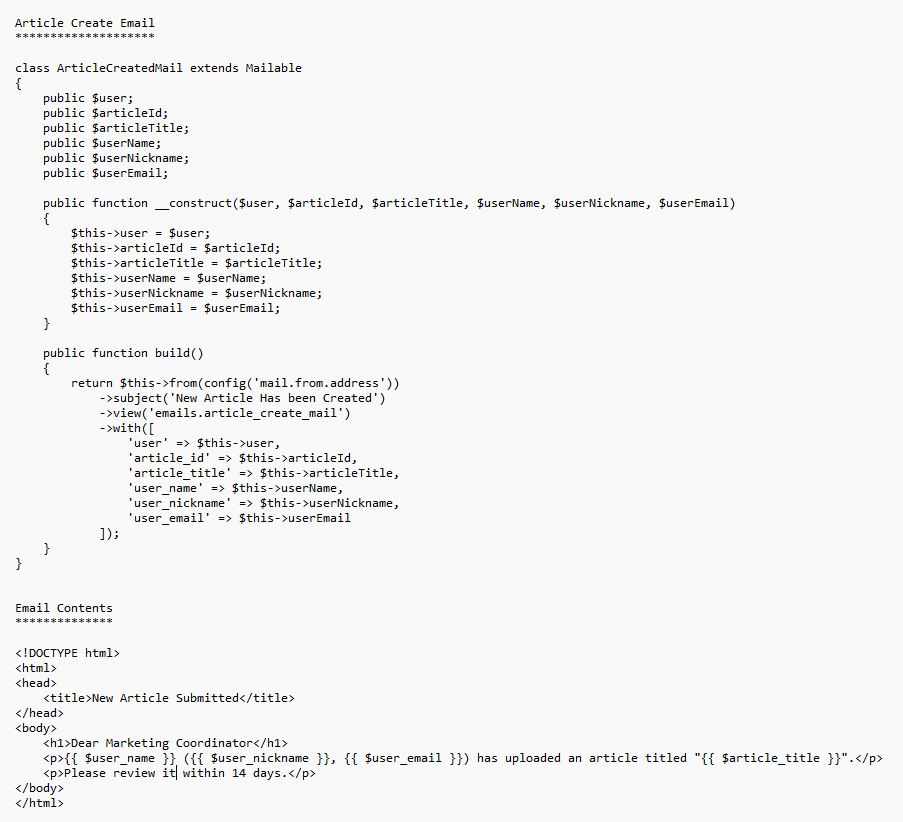 Article Create Email
********************
class ArticleCreatedMail extends Mailable
{
    public $user;
    public $articleId;
    public $articleTitle;
    public $userName;
    public $userNickname;
    public $userEmail;
    public function __construct($user, $articleId, $articleTitle, $userName, $userNickname, $userEmail)
    {
        $this->user = $user;
        $this->articleId = $articleId;
        $this->articleTitle = $articleTitle;
        $this->userName = $userName;
        $this->userNickname = $userNickname;
        $this->userEmail = $userEmail;
    }
    public function build()
    {
        return $this->from(config('mail.from.address'))
            ->subject('New Article Has been Created')
            ->view('emails.article_create_mail')
            ->with([
                'user' => $this->user,
                'article_id' => $this->articleId,
                'article_title' => $this->articleTitle,
                'user_name' => $this->userName,
                'user_nickname' => $this->userNickname,
                'user_email' => $this->userEmail
            ]);
    }
}
Email Contents
**************
<!DOCTYPE html>
<html>
<head>
    <title>New Article Submitted</title>
</head>
<body>
    <h1>Dear Marketing Coordinator</h1>
    <p>{{ $user_name }} ({{ $user_nickname }}, {{ $user_email }}) has uploaded an article titled "{{ $article_title }}".</p>
    <p>Please review it within 14 days.</p>
</body>
</html>